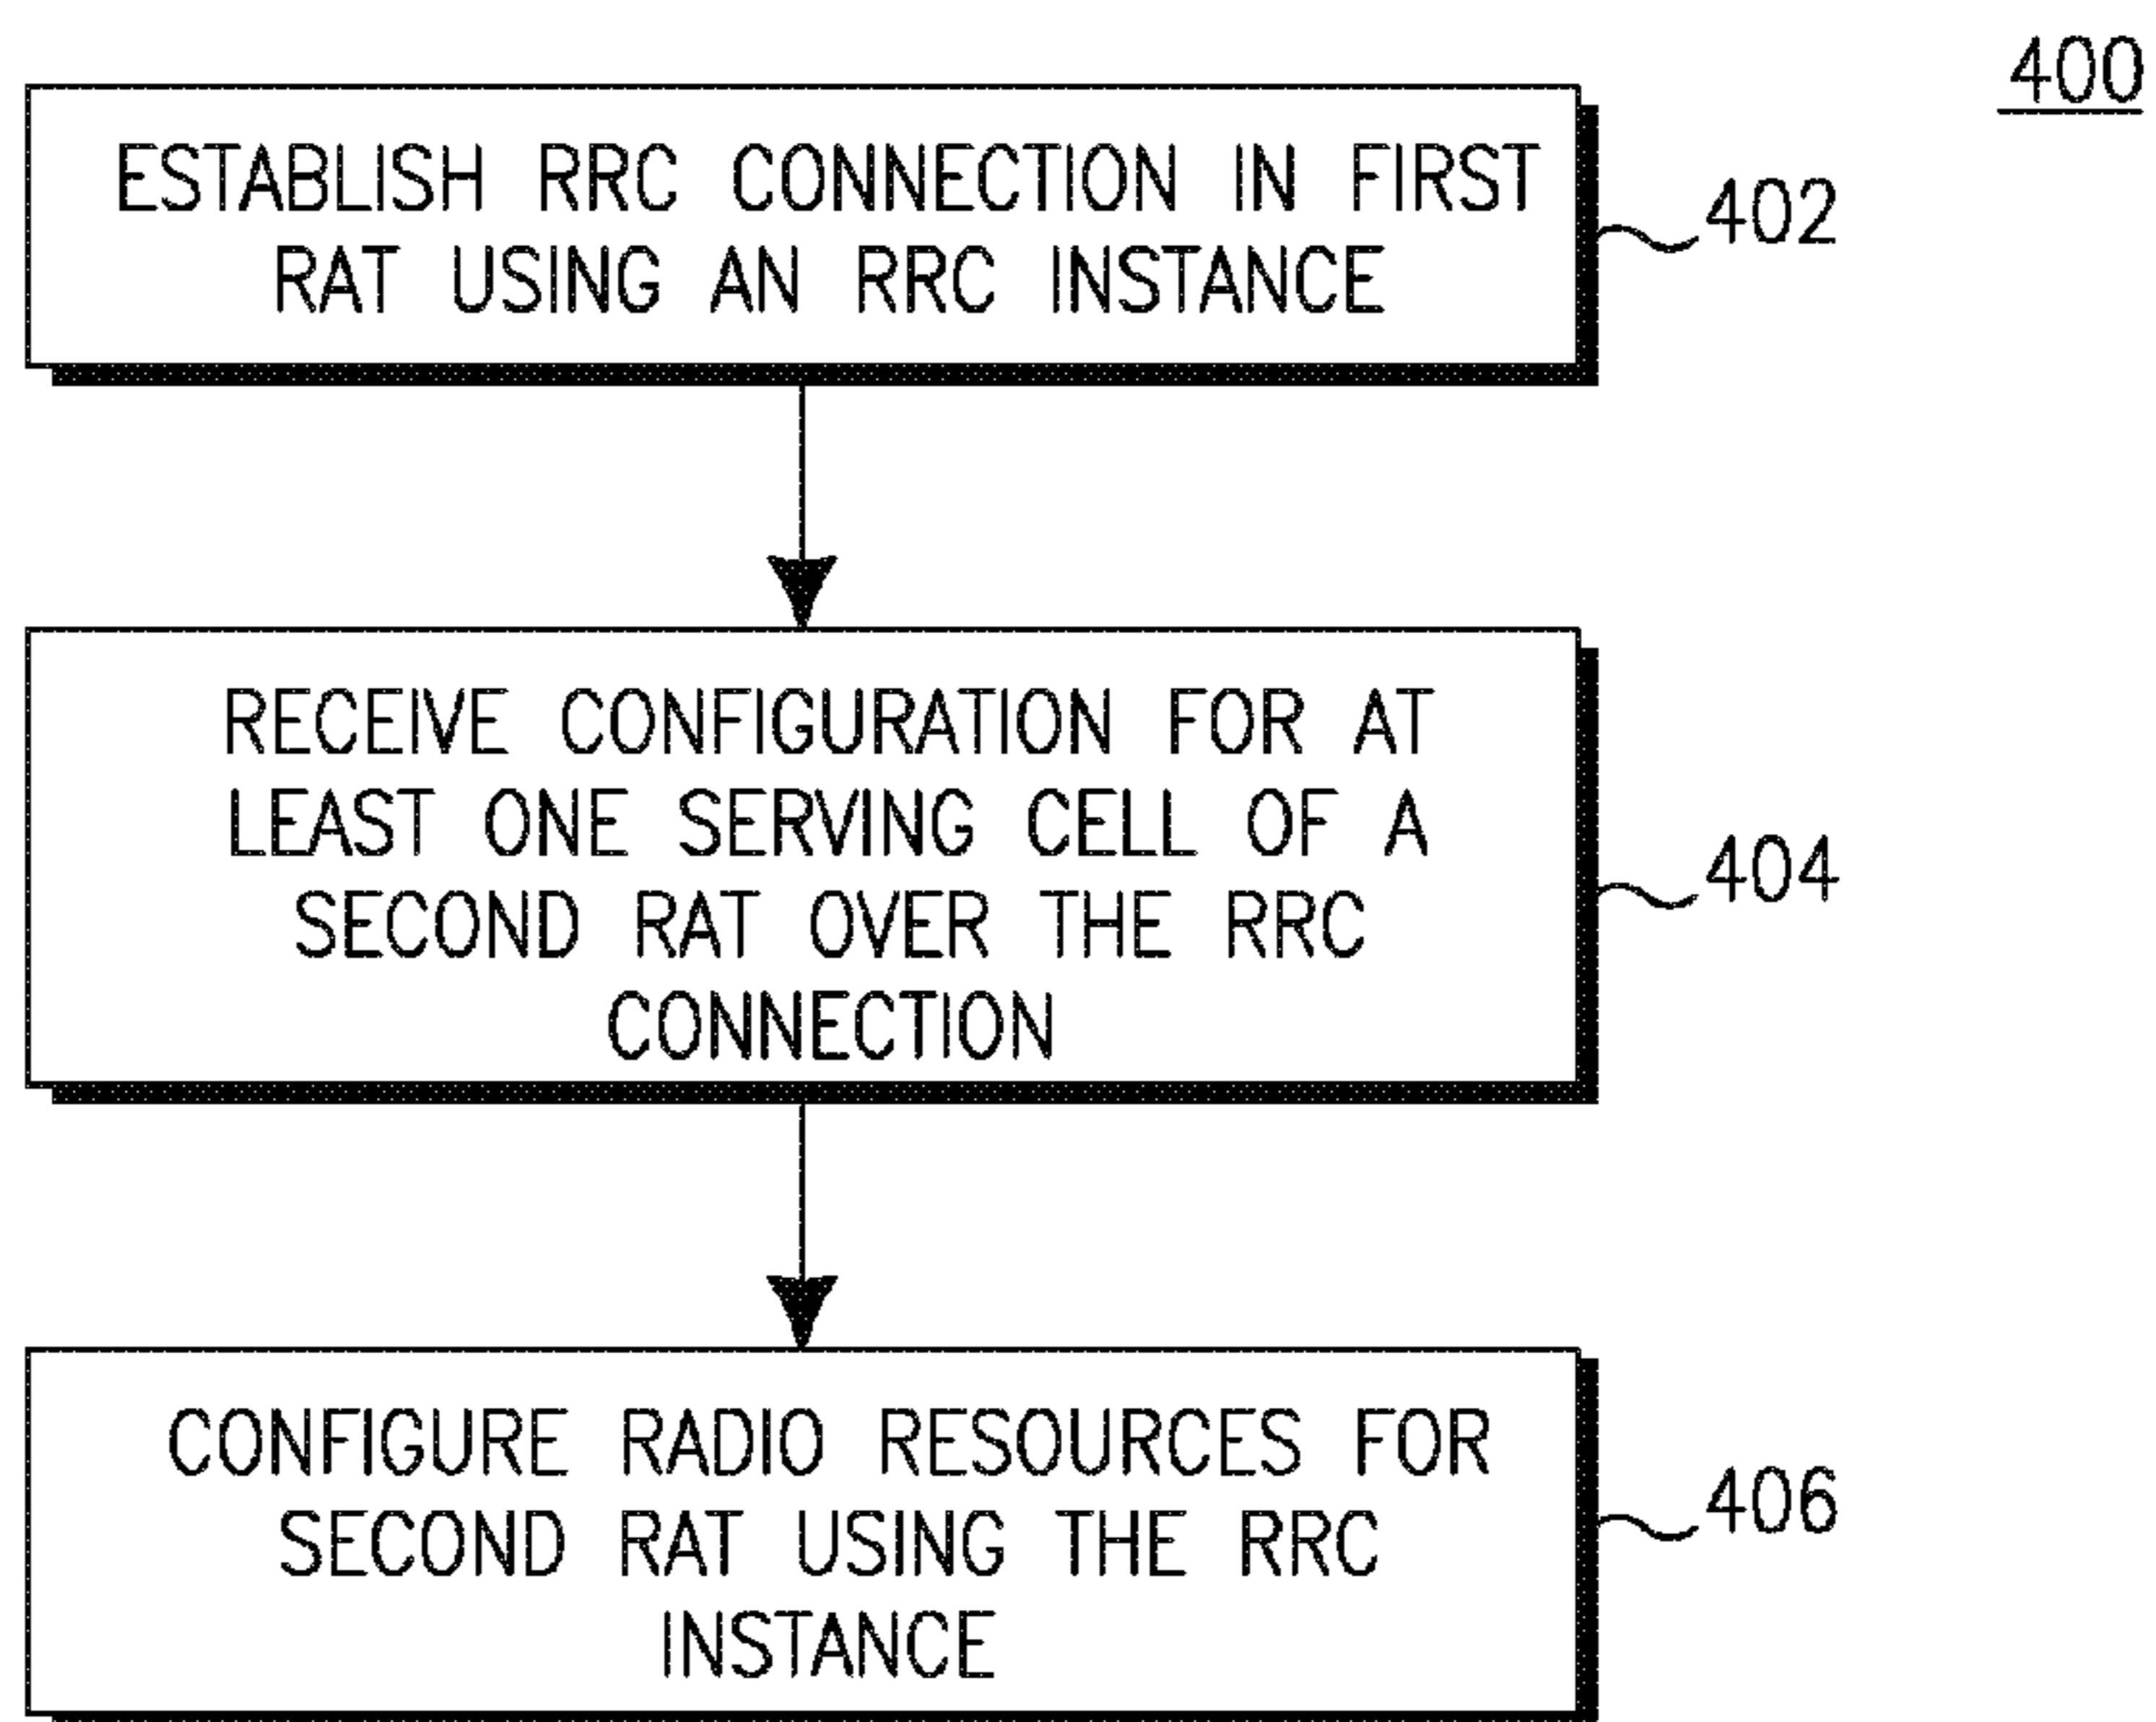 400
ESTABLISH RRC CONNECTION IN FIRST
RAT USING AN RRC INSTANCE
402
RECEIVE CONFIGURATION FOR AT
LEAST ONE SERVING CELL OF A
SECOND RAT OVER THE RRC
CONNECTION
404
CONFIGURE RADIO RESOURCES FOR
SECOND RAT USING THE RRC
INSTANCE
406